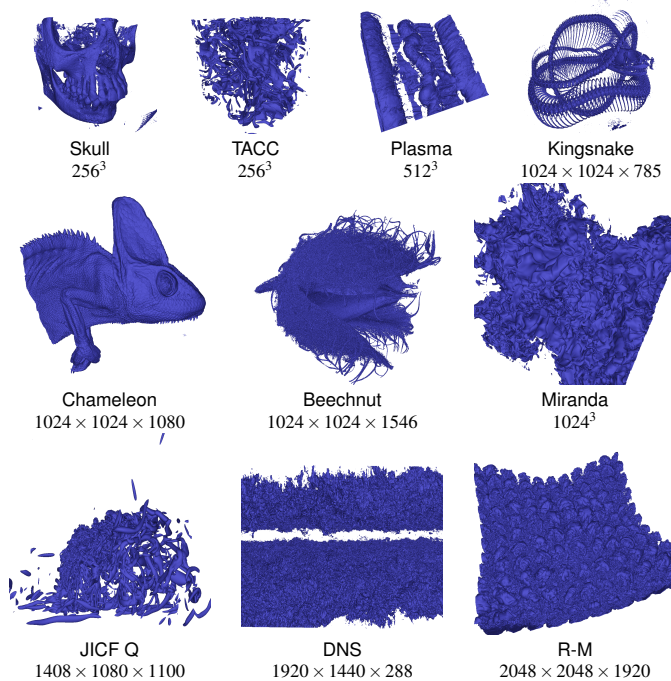 Skull
256³
TACC
256³
Plasma
512³
Kingsnake
1024 × 1024 × 785
Chameleon
1024 × 1024 × 1080
Beechnut
1024 × 1024 × 1546
Miranda
1024³
JICF Q
1408 × 1080 × 1100
DNS
1920 × 1440 × 288
R-M
2048 × 2048 × 1920